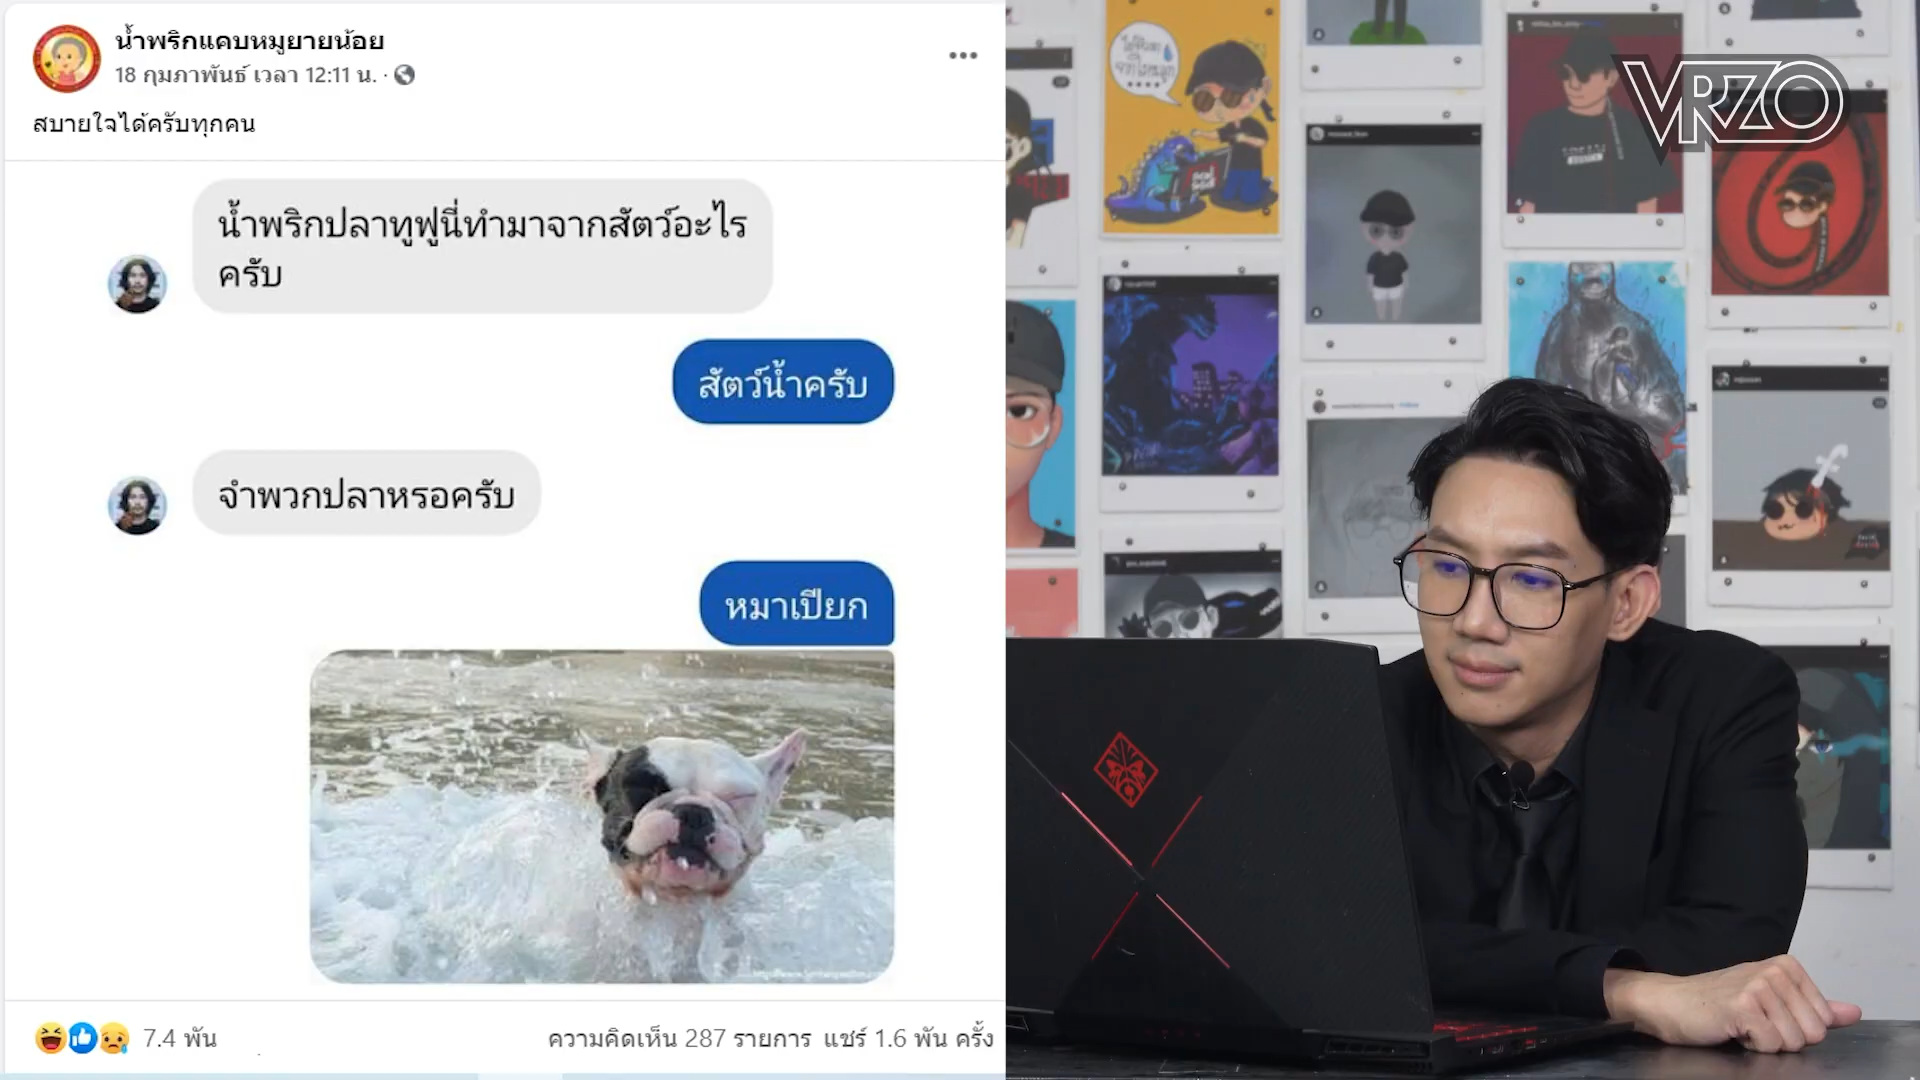 น้ำพริกแคบหมูยายน้อย
18 กุมภาพันธ์ เวลา 12:11 น.
สบายใจได้ครับทุกคน
น้ำพริกปลาทูฟูนี่ทำมาจากสัตว์อะไร
ครับ
สัตว์น้ำครับ
จำพวกปลาหรอครับ
หมาเปียก
7.4 พัน
ความคิดเห็น 287 รายการ แชร์ 1.6 พัน ครั้ง
VRZO